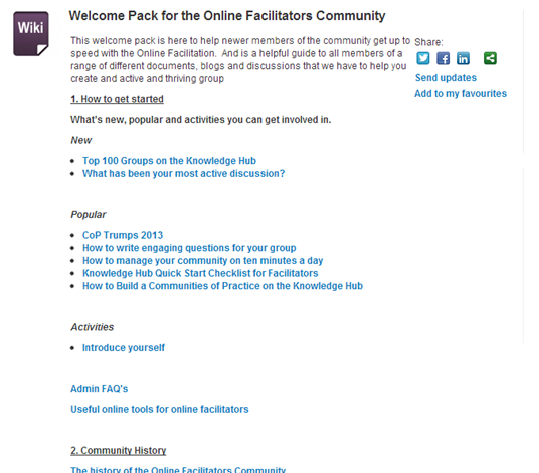 Wiki
Welcome Pack for the Online Facilitators Community
This welcome pack is here to help newer members of the community get up to
speed with the Online Facilitation. And is a helpful guide to all members of a
range of different documents, blogs and discussions that we have to help you
create and active and thriving group
Share:
Send updates
Add to my favourites
1. How to get started
What's new, popular and activities you can get involved in.
New
Top 100 Groups on the Knowledge Hub
What has been your most active discussion?
Popular
CoP Trumps 2013
How to write engaging questions for your group
How to manage your community on ten minutes a day
Knowledge Hub Quick Start Checklist for Facilitators
How to Build a Communities of Practice on the Knowledge Hub
Activities
Introduce yourself
Admin FAQ's
Useful online tools for online facilitators
2. Community History
The history of the Online Facilitators Community